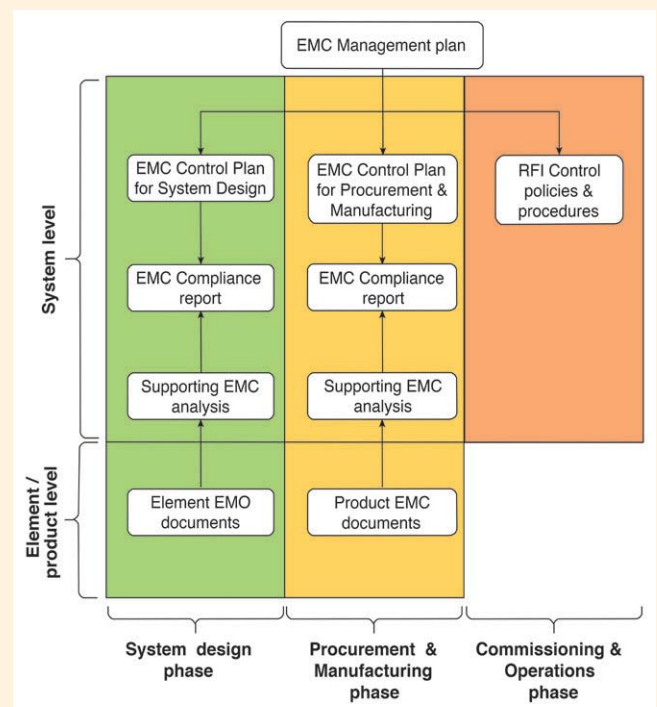 EMC Management plan
System level
EMC Control Plan
for System Design
EMC Control Plan
for Procurement &
Manufacturing
RFI Control
policies &
procedures
EMC Compliance
report
EMC Compliance
report
Supporting EMC
analysis
Supporting EMC
analysis
Element /
product level
Element EMO
documents
Product EMC
documents
System design
phase
Procurement &
Manufacturing
phase
Commissioning &
Operations
phase